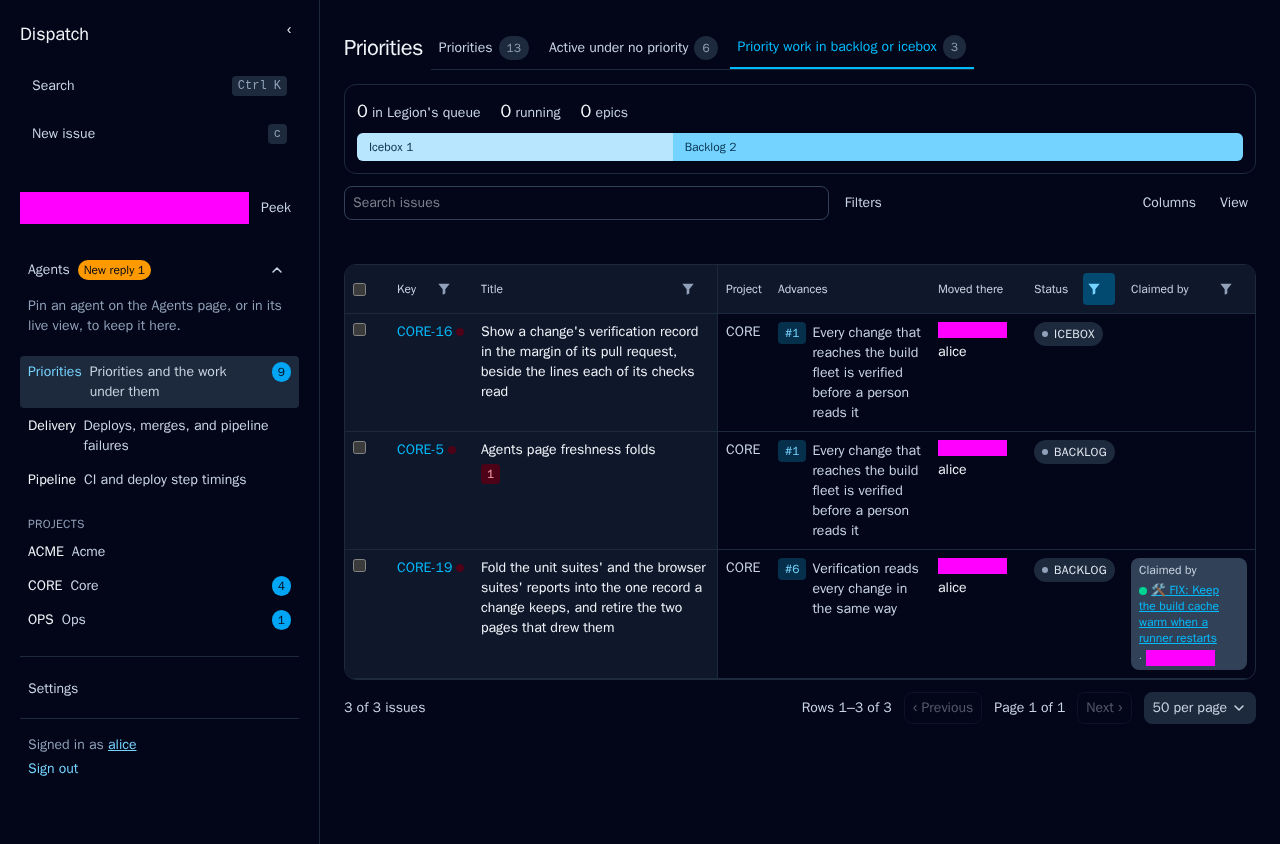 Dispatch
‹
Search
Ctrl K
New issue
C
Peek
Agents
New reply 1
Pin an agent on the Agents page, or in its
live view, to keep it here.
Priorities
Priorities and the work
under them
9
Delivery
Deploys, merges, and pipeline
failures
Pipeline
CI and deploy step timings
PROJECTS
ACME Acme
CORE Core
4
OPS Ops
1
Settings
Signed in as alice
Sign out
Priorities
Priorities 13
Active under no priority 6
Priority work in backlog or icebox 3
0 in Legion's queue
0 running
0 epics
Icebox 1
Backlog 2
Search issues
Filters
Columns
View
Key
Title
Project
Advances
Moved there
Status
Claimed by
CORE-16
Show a change's verification record
in the margin of its pull request,
beside the lines each of its checks
read
CORE
#1
Every change that
reaches the build
fleet is verified
before a person
reads it
alice
ICEBOX
CORE-5
Agents page freshness folds
1
CORE
#1
Every change that
reaches the build
fleet is verified
before a person
reads it
alice
BACKLOG
CORE-19
Fold the unit suites' and the browser
suites' reports into the one record a
change keeps, and retire the two
pages that drew them
CORE
#6
Verification reads
every change in
the same way
alice
BACKLOG
Claimed by
🛠️ FIX: Keep
the build cache
warm when a
runner restarts
·
3 of 3 issues
Rows 1–3 of 3
‹ Previous
Page 1 of 1
Next ›
50 per page